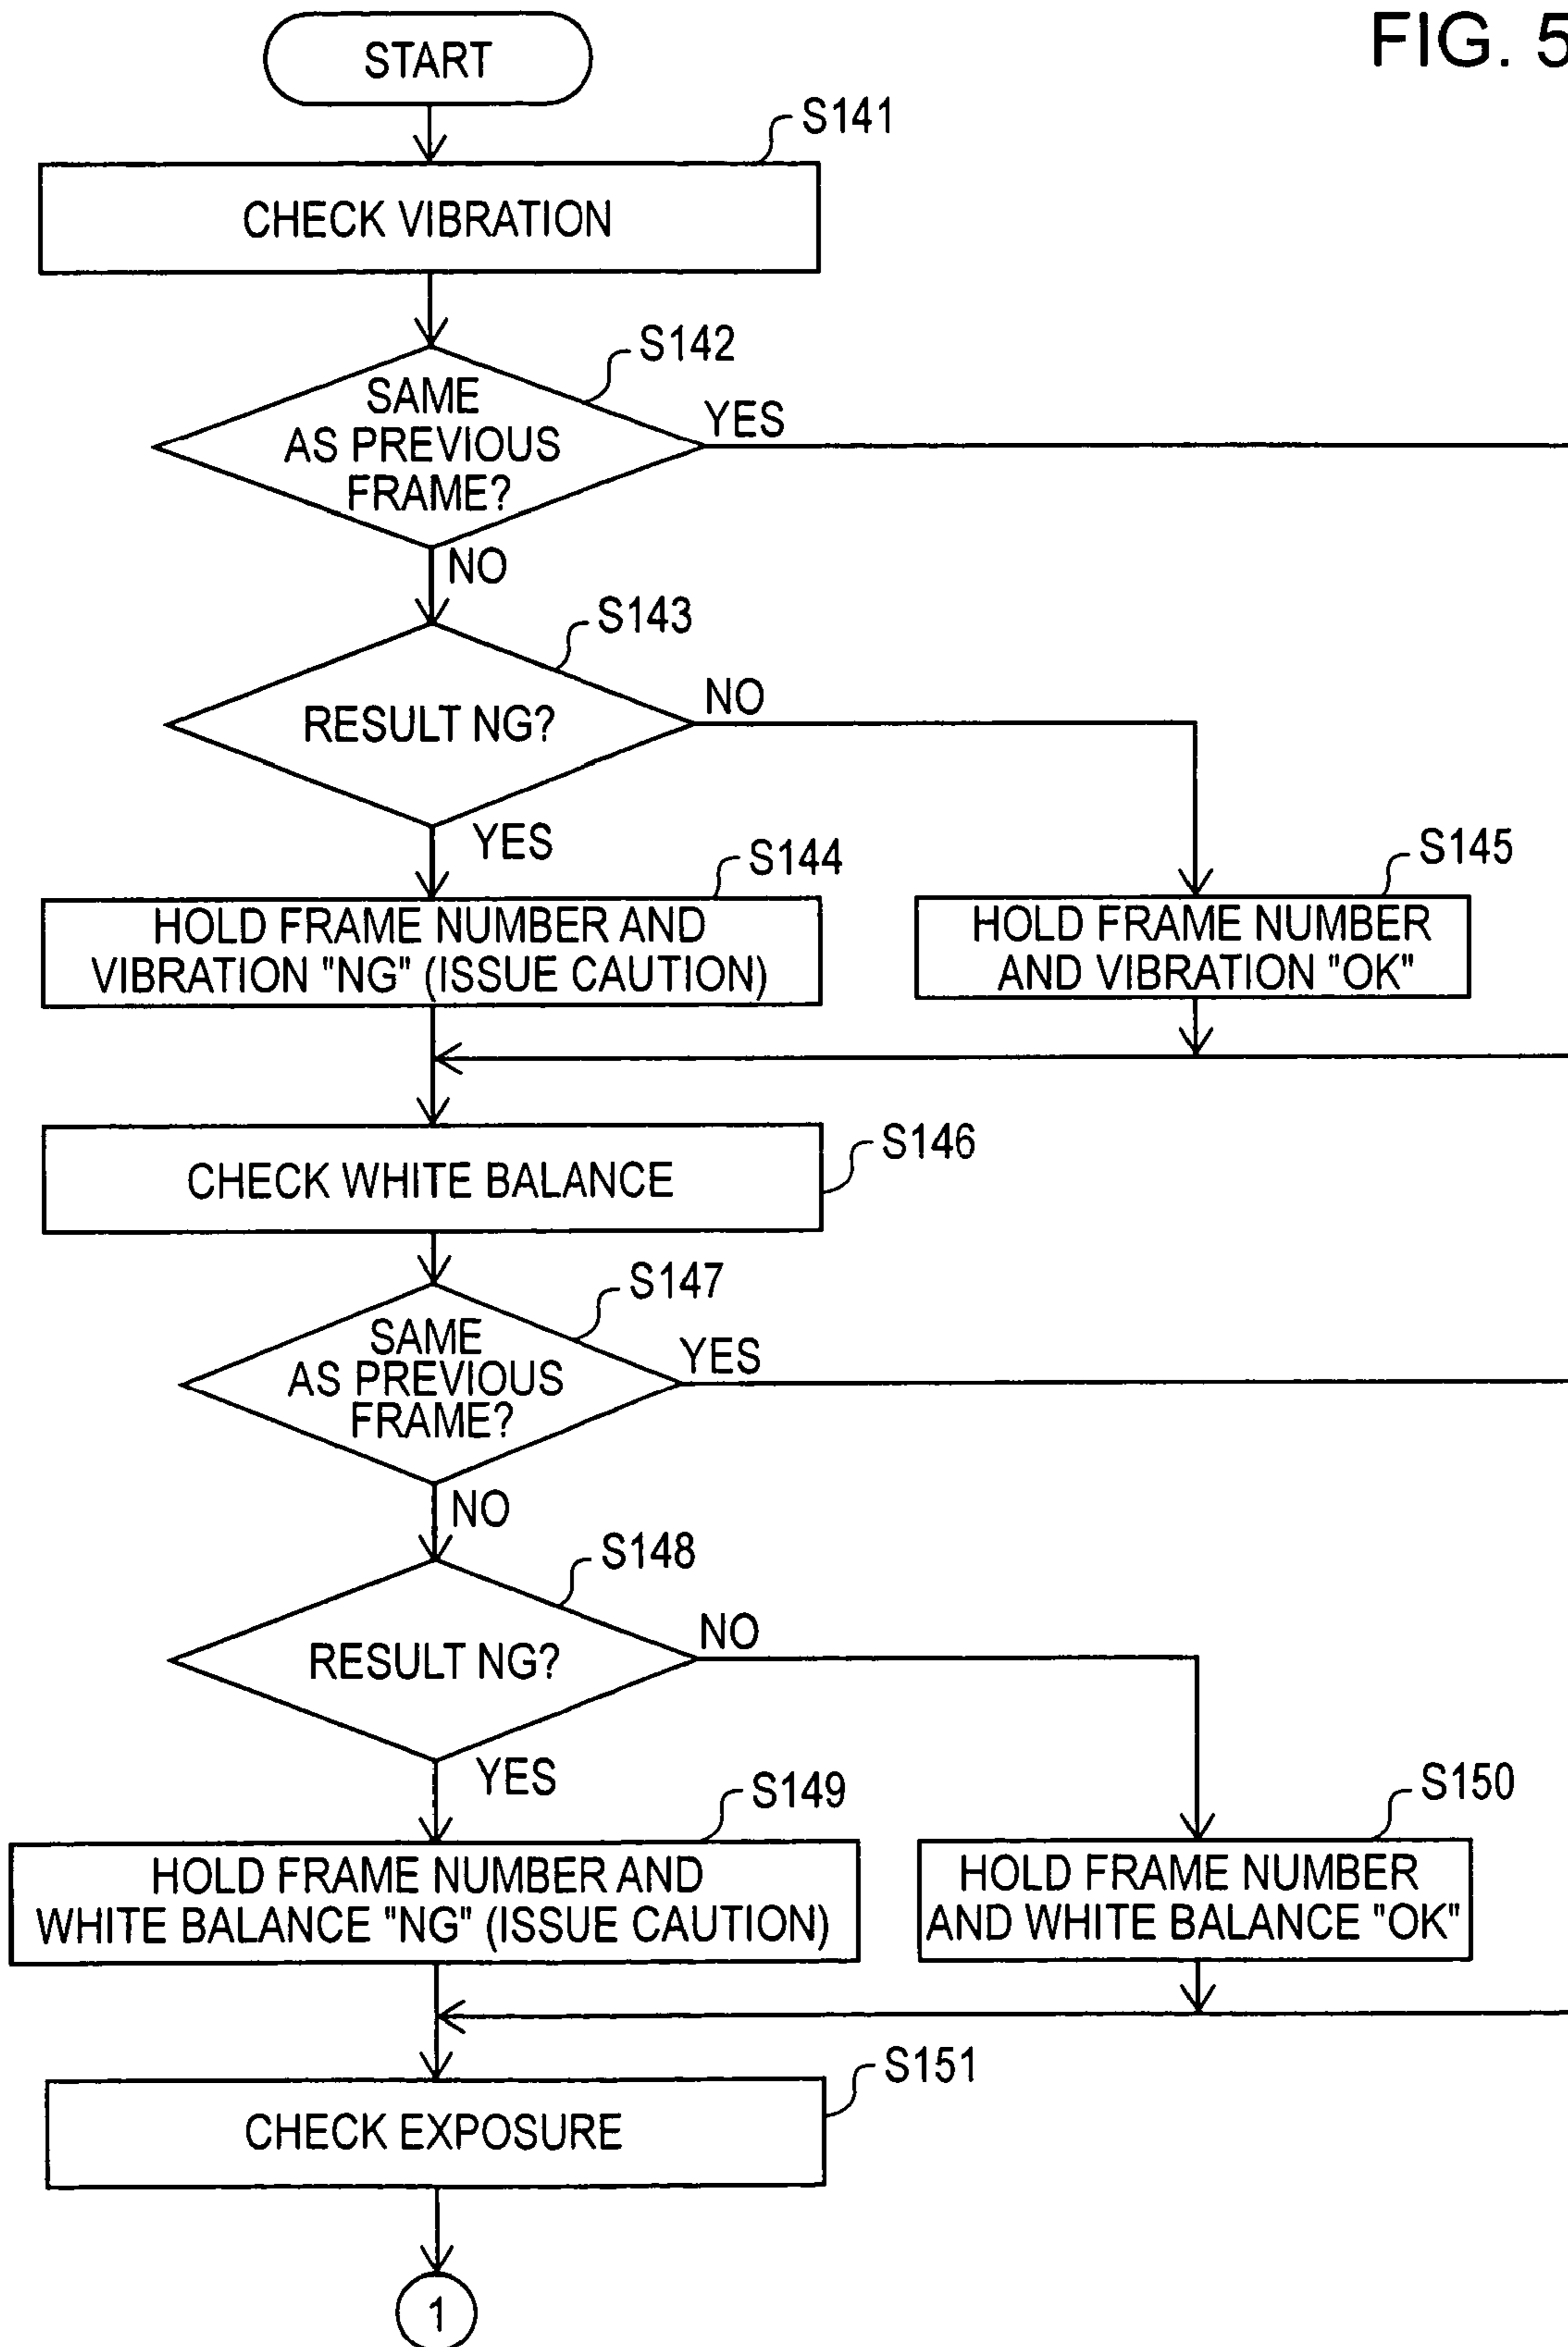 FIG. 5
START
S141
CHECK VIBRATION
S142
SAME
AS PREVIOUS
FRAME?
YES
NO
S143
RESULT NG?
NO
YES
S144
HOLD FRAME NUMBER AND
VIBRATION "NG" (ISSUE CAUTION)
S145
HOLD FRAME NUMBER
AND VIBRATION "OK"
S146
CHECK WHITE BALANCE
S147
SAME
AS PREVIOUS
FRAME?
YES
NO
S148
RESULT NG?
NO
YES
S149
HOLD FRAME NUMBER AND
WHITE BALANCE "NG" (ISSUE CAUTION)
S150
HOLD FRAME NUMBER
AND WHITE BALANCE "OK"
S151
CHECK EXPOSURE
1